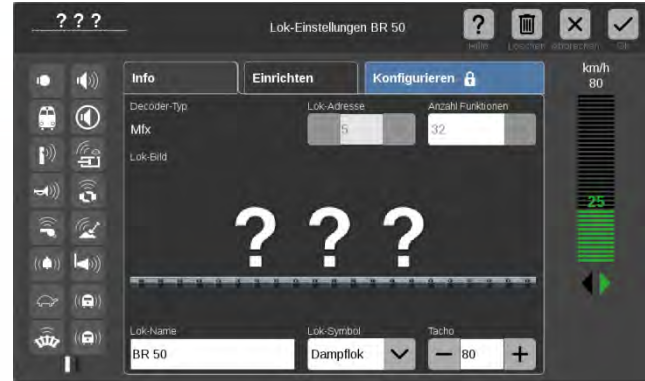 ? ? ?
Lok-Einstellungen BR 50
?
Hilfe
Löschen
Abbrechen
OK
Info
Einrichten
Konfigurieren
km/h
80
Decoder-Typ
Mfx
Lok-Adresse
5
Anzahl Funktionen
32
Lok-Bild
? ? ?
25
Lok-Name
BR 50
Lok-Symbol
Dampflok
Tacho
80